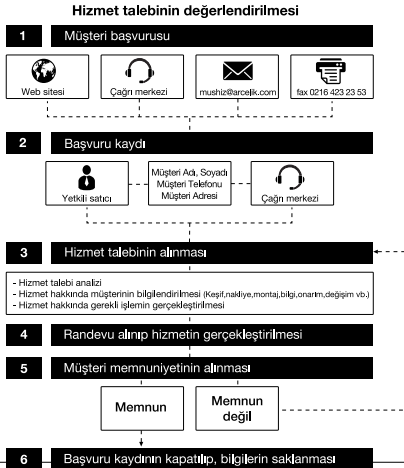 Hizmet talebinin değerlendirilmesi
1 Müşteri başvurusu
Web sitesi
Çağrı merkezi
mushiz@arcelik.com
fax 0216 423 23 53
2 Başvuru kaydı
Yetkili satıcı
Müşteri Adı, Soyadı
Müşteri Telefonu
Müşteri Adresi
Çağrı merkezi
3 Hizmet talebinin alınması
- Hizmet talebi analizi
- Hizmet hakkında müşterinin bilgilendirilmesi (Keşif,nakliye,montaj,bilgi,onarım,değişim vb.)
- Hizmet hakkında gerekli işlemin gerçekleştirilmesi
4 Randevu alınıp hizmetin gerçekleştirilmesi
5 Müşteri memnuniyetinin alınması
Memnun
Memnun
değil
6 Başvuru kaydının kapatılıp, bilgilerin saklanması